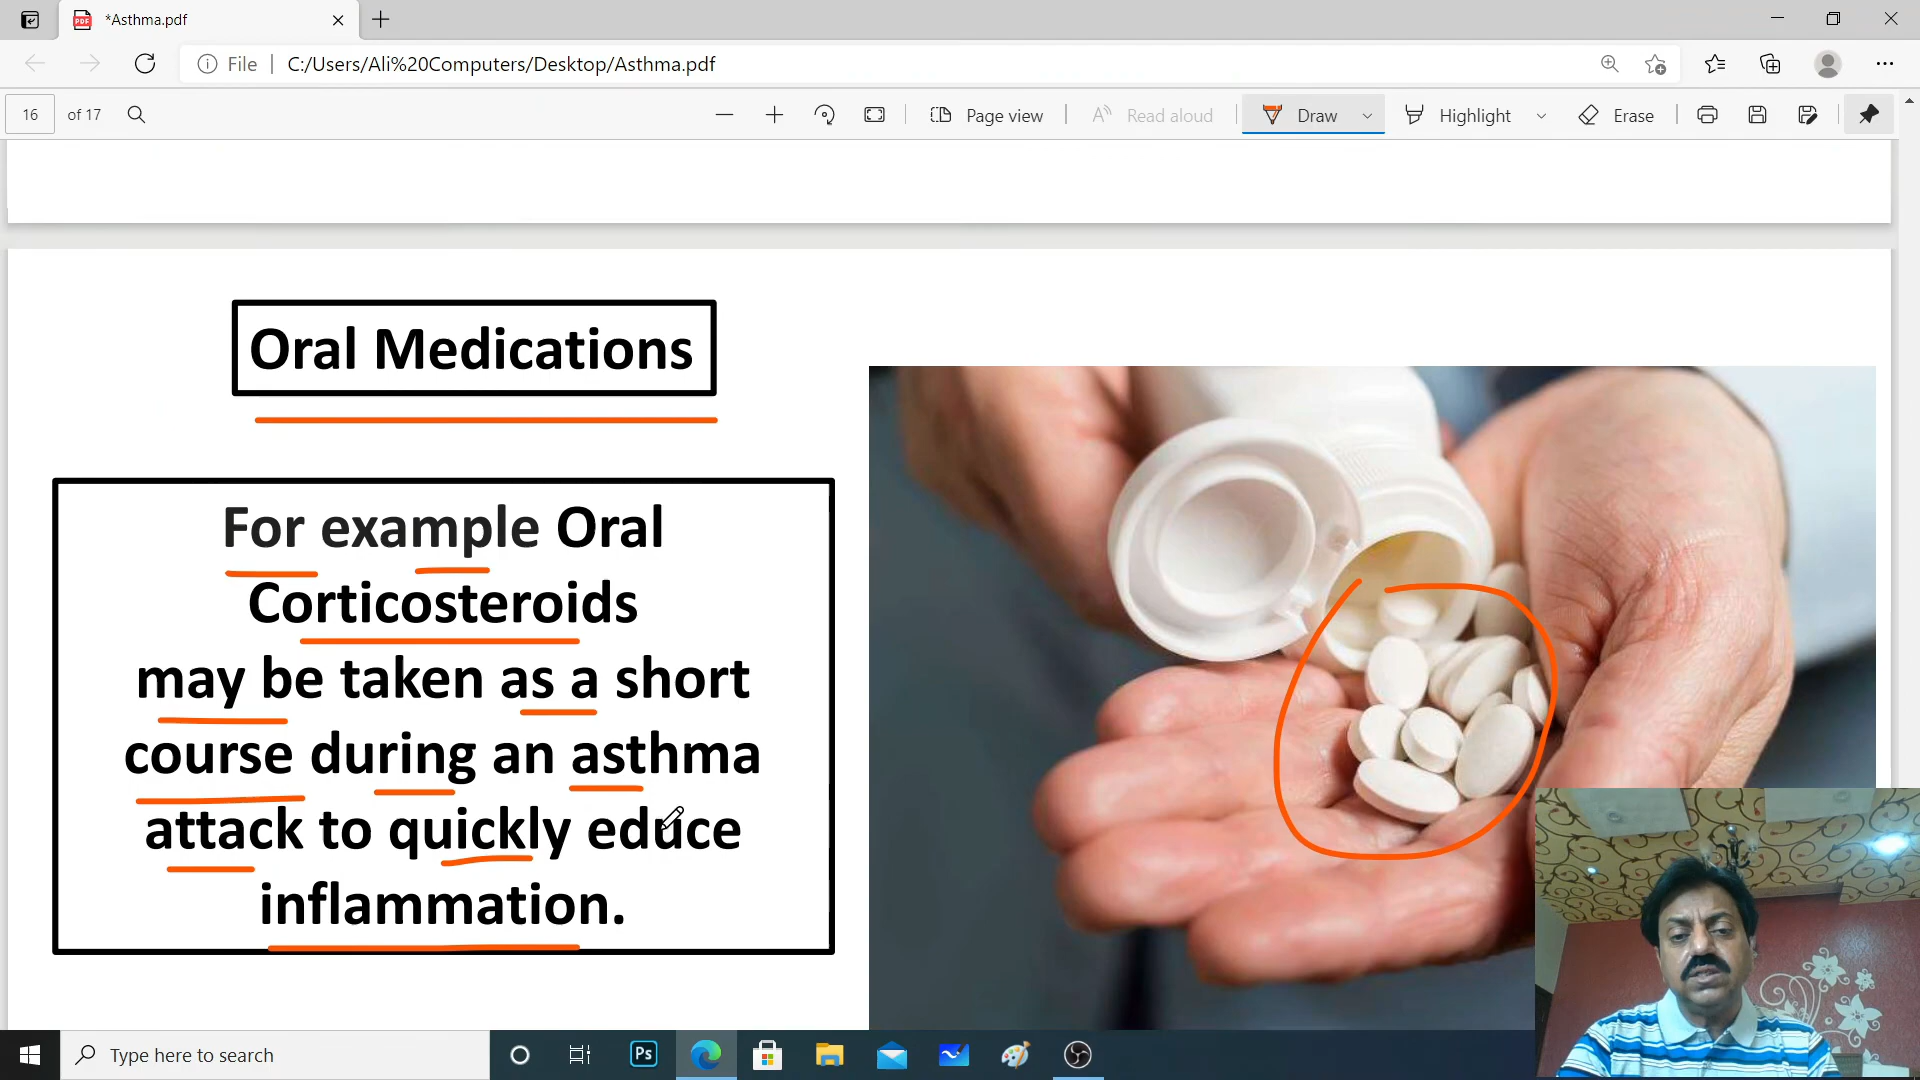 *Asthma.pdf
File
C:/Users/Ali%20Computers/Desktop/Asthma.pdf
16 of 17
Page view
Read aloud
Draw
Highlight
Erase
Oral Medications
For example Oral
Corticosteroids
may be taken as a short
course during an asthma
attack to quickly educe
inflammation.
Type here to search
Ps